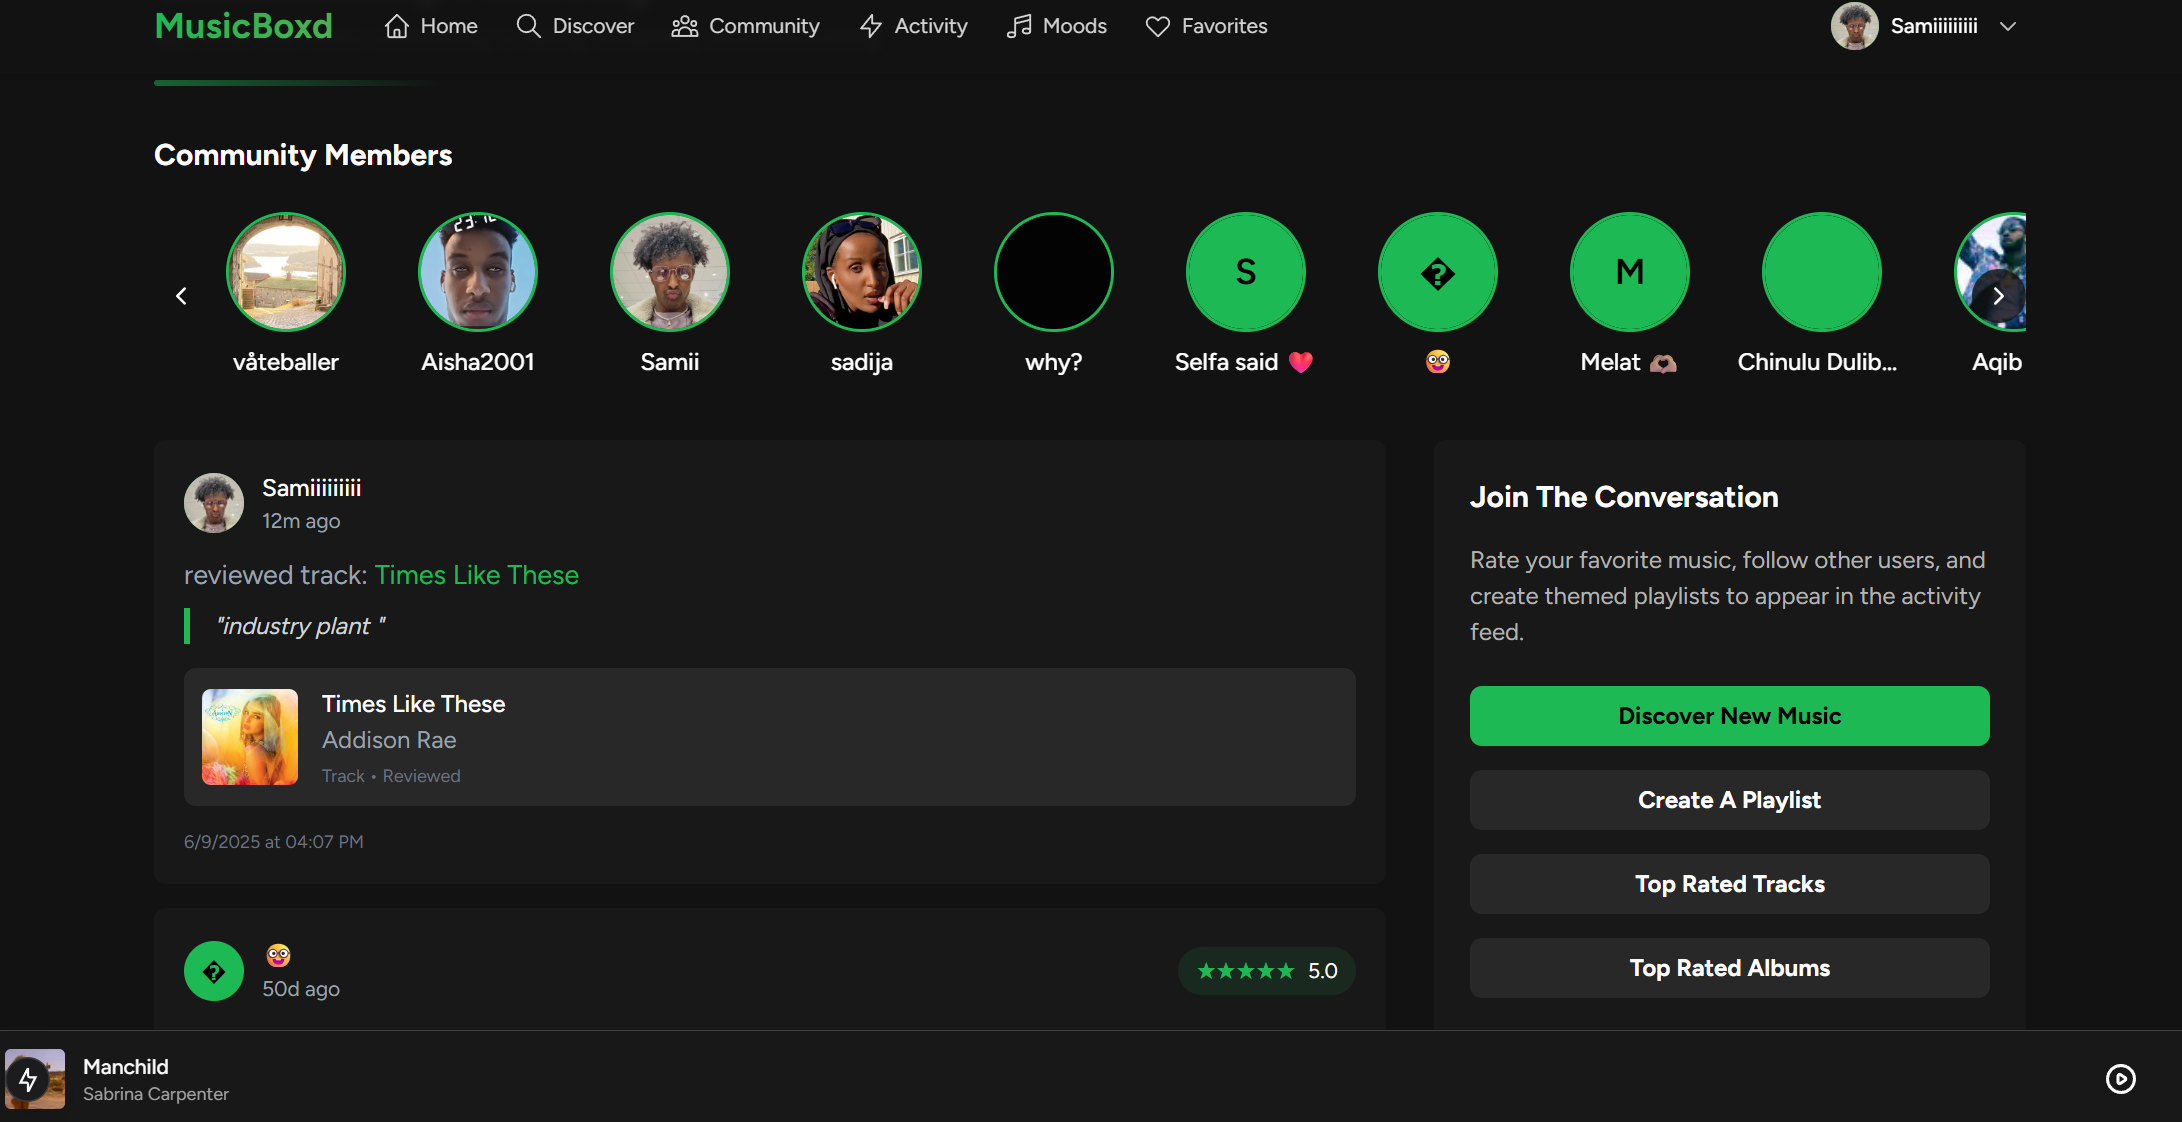 MusicBoxd
Home
Discover
Community
Activity
Moods
Favorites
Samiiiiiiiii
Community Members
23.12
S
�
M
våteballer
Aisha2001
Samii
sadija
why?
Selfa said ❤️
🤓
Melat 🫶🏽
Chinulu Dulib...
Aqib
Samiiiiiiiii
12m ago
reviewed track: Times Like These
"industry plant "
Times Like These
Addison Rae
Track • Reviewed
6/9/2025 at 04:07 PM
�
50d ago
★★★★★ 5.0
Join The Conversation
Rate your favorite music, follow other users, and
create themed playlists to appear in the activity
feed.
Discover New Music
Create A Playlist
Top Rated Tracks
Top Rated Albums
Manchild
Sabrina Carpenter